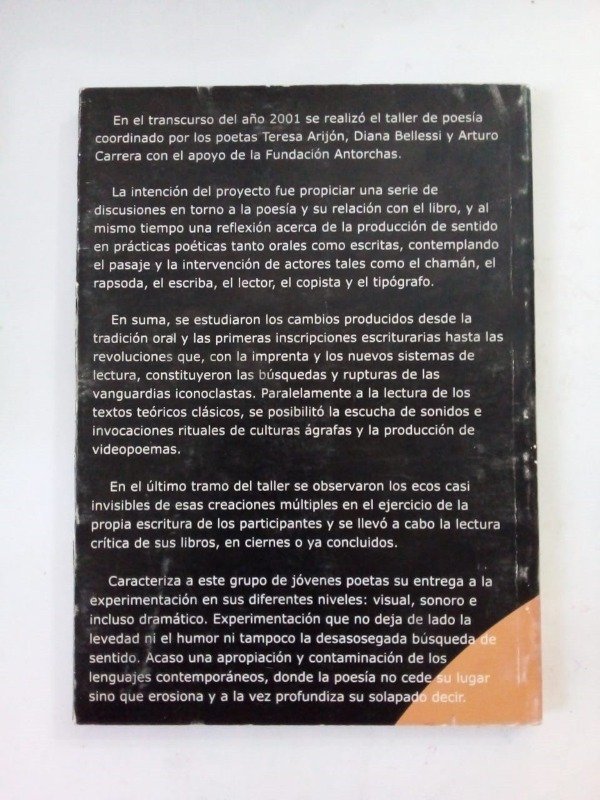 En el transcurso del año 2001 se realizó el taller de poesía
coordinado por los poetas Teresa Arijón, Diana Bellessi y Arturo
Carrera con el apoyo de la Fundación Antorchas.
La intención del proyecto fue propiciar una serie de
discusiones en torno a la poesía y su relación con el libro, y al
mismo tiempo una reflexión acerca de la producción de sentido
en prácticas poéticas tanto orales como escritas, contemplando
el pasaje y la intervención de actores tales como el chamán, el
rapsoda, el escriba, el lector, el copista y el tipógrafo.
En suma, se estudiaron los cambios producidos desde la
tradición oral y las primeras inscripciones escriturarias hasta las
revoluciones que, con la imprenta y los nuevos sistemas de
lectura, constituyeron las búsquedas y rupturas de las
vanguardias iconoclastas. Paralelamente a la lectura de los
textos teóricos clásicos, se posibilitó la escucha de sonidos e
invocaciones rituales de culturas ágrafas y la producción de
videopoemas.
En el último tramo del taller se observaron los ecos casi
invisibles de esas creaciones múltiples en el ejercicio de la
propia escritura de los participantes y se llevó a cabo la lectura
crítica de sus libros, en ciernes o ya concluidos.
Caracteriza a este grupo de jóvenes poetas su entrega a la
experimentación en sus diferentes niveles: visual, sonoro e
incluso dramático. Experimentación que no deja de lado la
levedad ni el humor ni tampoco la desasosegada búsqueda de
sentido. Acaso una apropiación y contaminación de los
lenguajes contemporáneos, donde la poesía no cede su lugar
sino que erosiona y a la vez profundiza su solapado decir.